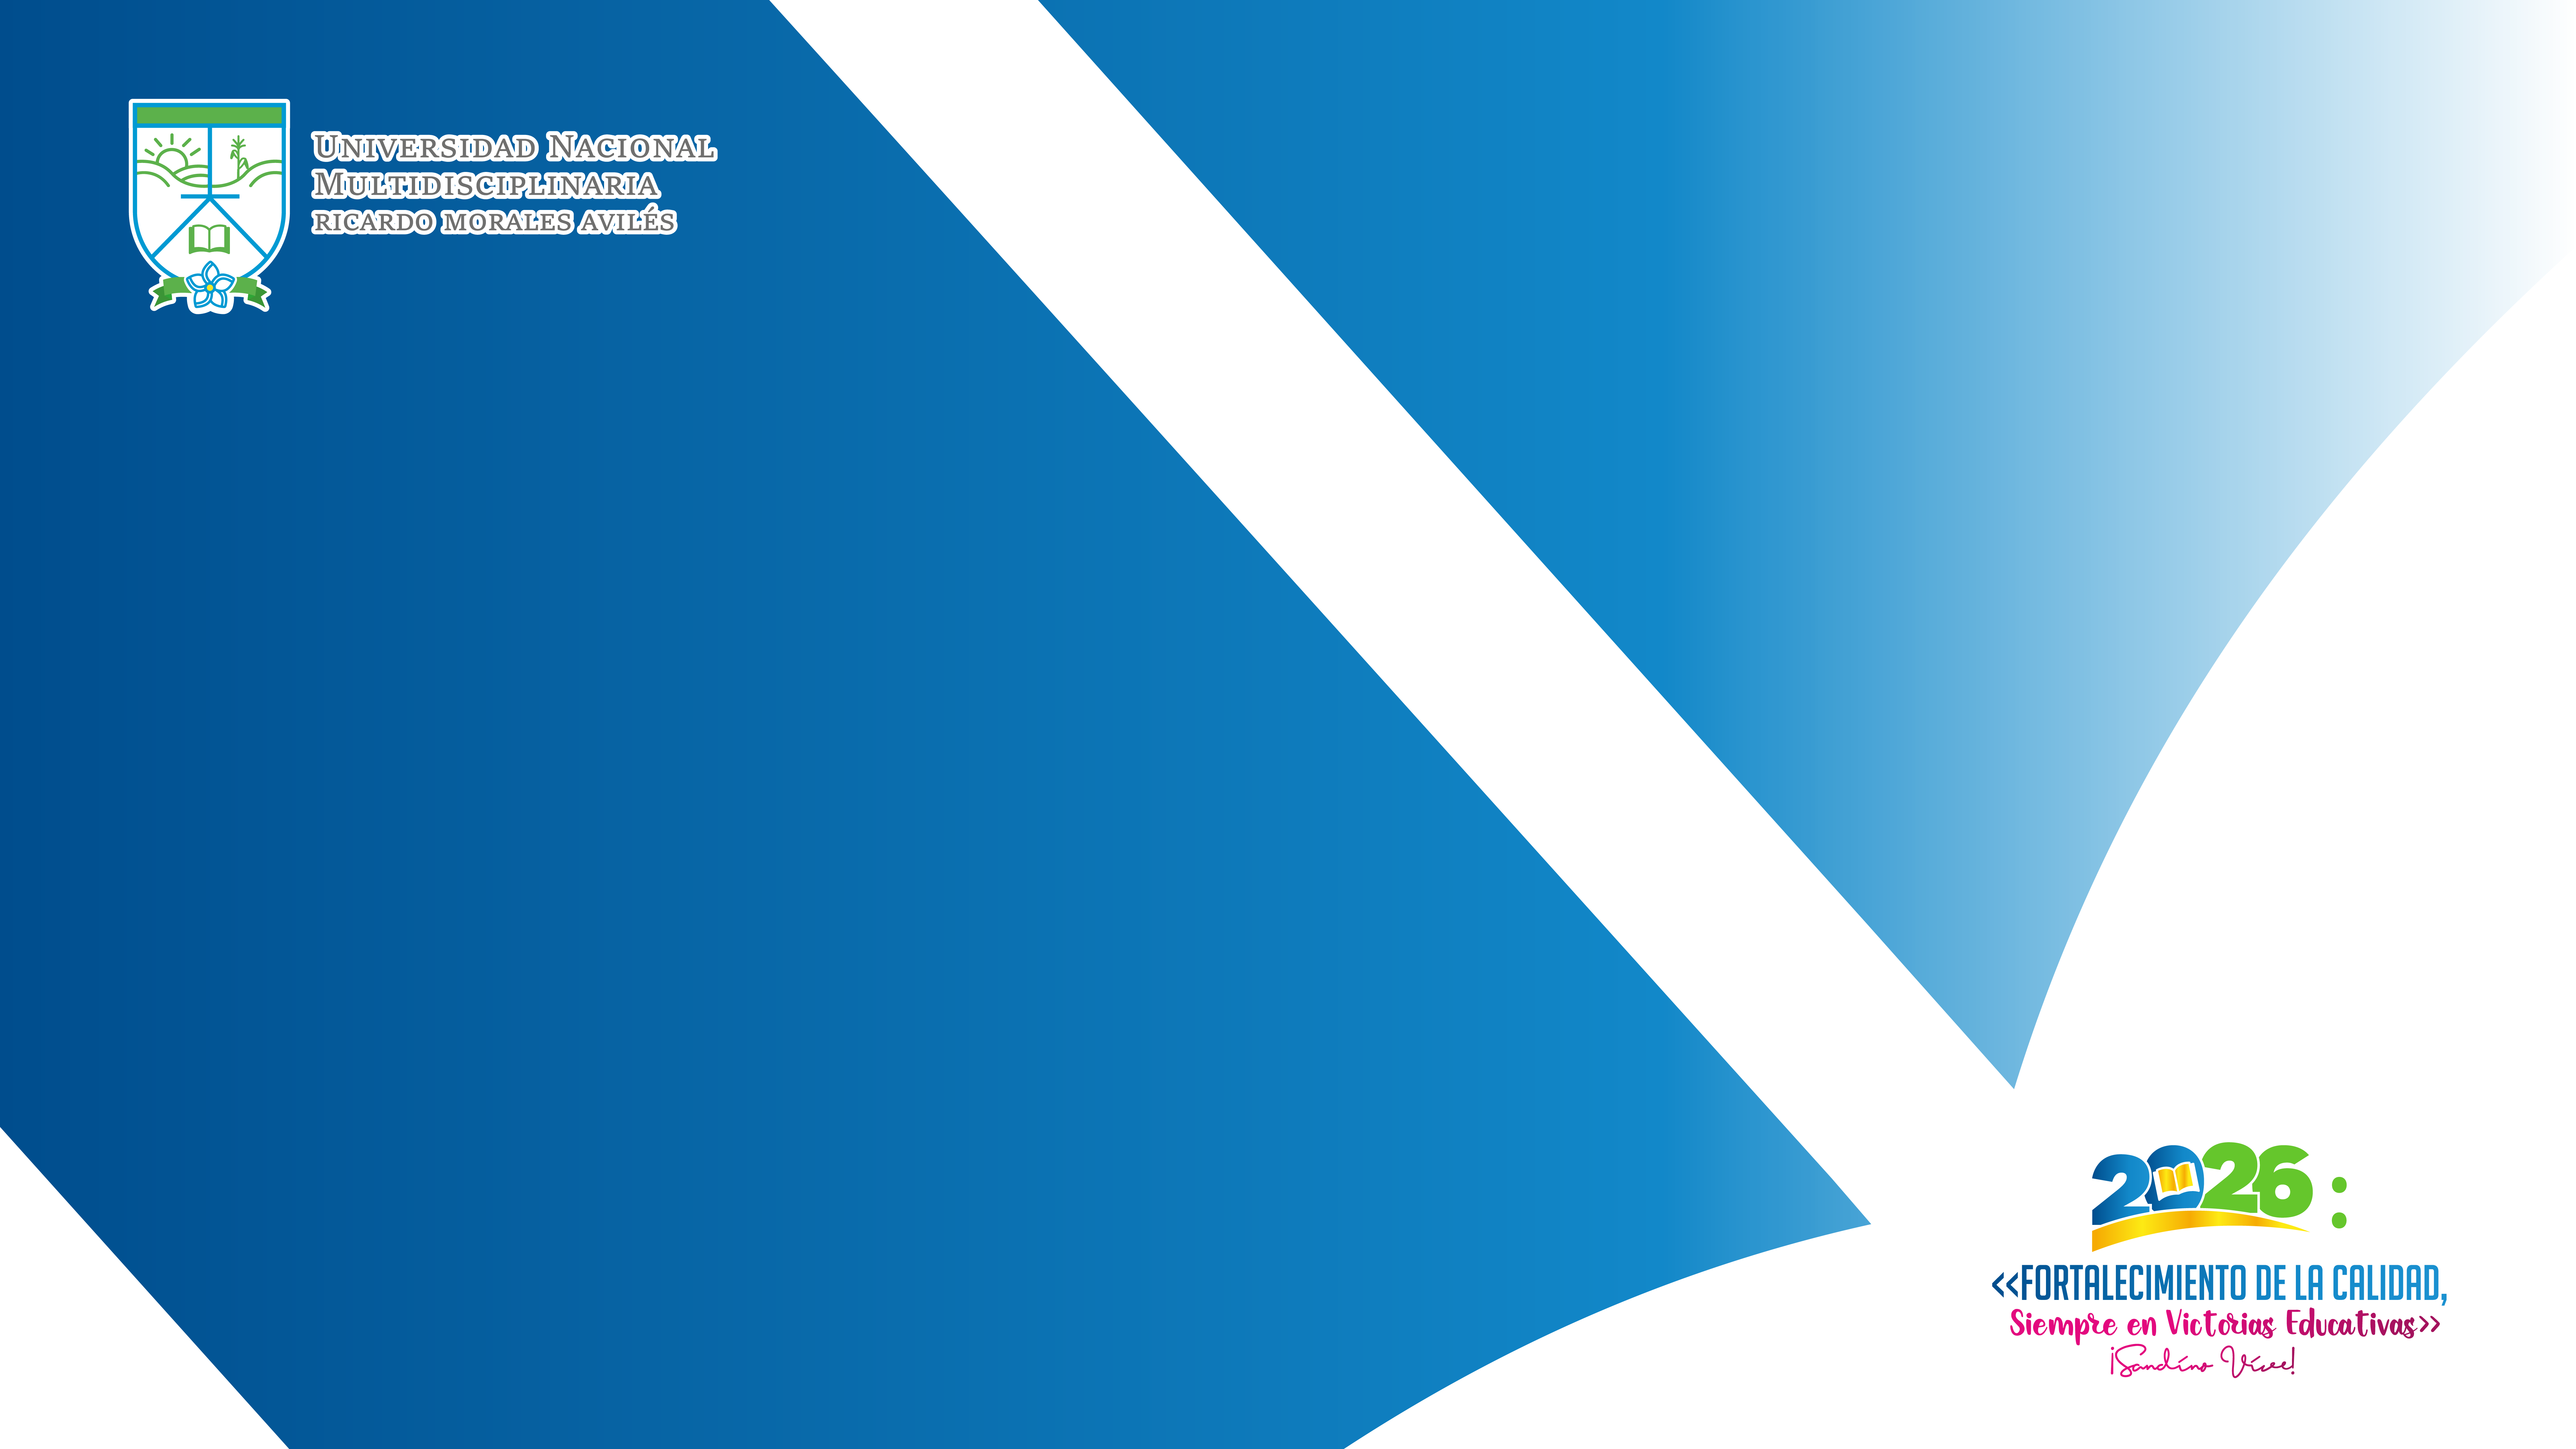 Universidad Nacional
Multidisciplinaria
Ricardo Morales Avilés
2026:
<<FORTALECIMIENTO DE LA CALIDAD,
Siempre en Victorias Educativas>>
¡Sandino Vive!